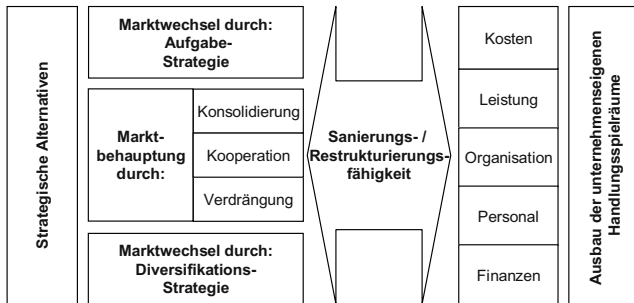 Strategische Alternativen
Marktwechsel durch:
Aufgabe-
Strategie
Markt-
behauptung
durch:
Konsolidierung
Kooperation
Verdrängung
Marktwechsel durch:
Diversifikations-
Strategie
Sanierungs- /
Restrukturierungs-
fähigkeit
Kosten
Leistung
Organisation
Personal
Finanzen
Ausbau der unternehmenseigenen
Handlungsspielräume